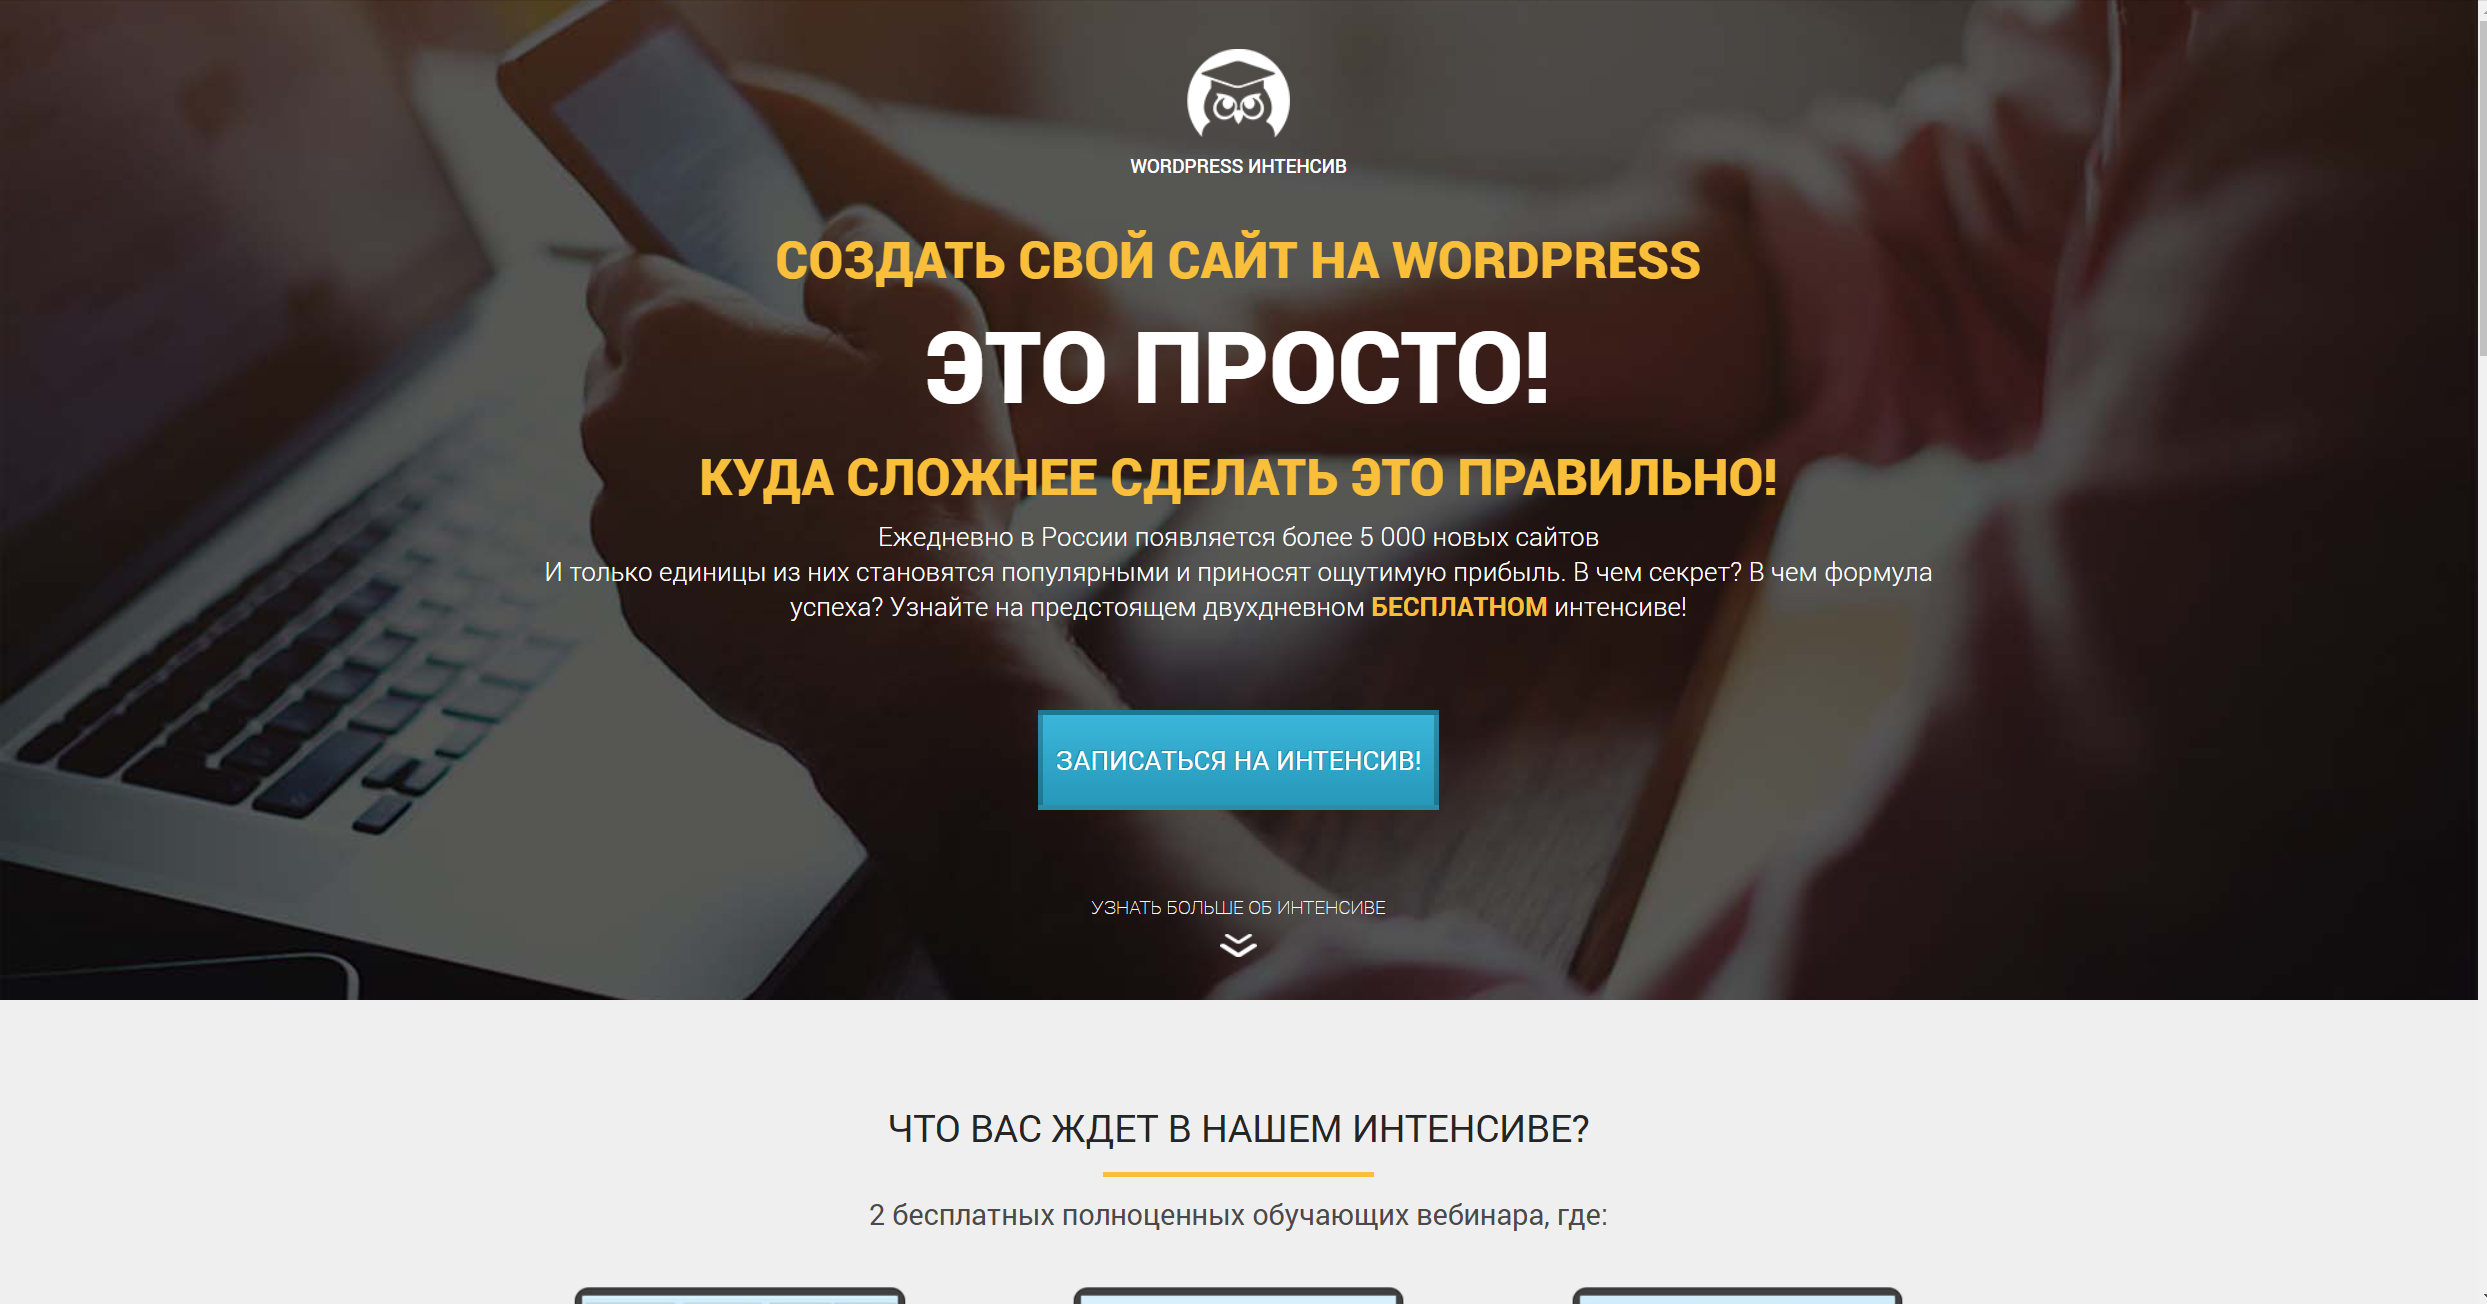 WORDPRESS ИНТЕНСИВ
СОЗДАТЬ СВОЙ САЙТ НА WORDPRESS
ЭТО ПРОСТО!
КУДА СЛОЖНЕЕ СДЕЛАТЬ ЭТО ПРАВИЛЬНО!
Ежедневно в России появляется более 5 000 новых сайтов
И только единицы из них становятся популярными и приносят ощутимую прибыль. В чем секрет? В чем формула
успеха? Узнайте на предстоящем двухдневном БЕСПЛАТНОМ интенсиве!
ЗАПИСАТЬСЯ НА ИНТЕНСИВ!
УЗНАТЬ БОЛЬШЕ ОБ ИНТЕНСИВЕ
ЧТО ВАС ЖДЕТ В НАШЕМ ИНТЕНСИВЕ?
2 бесплатных полноценных обучающих вебинара, где: